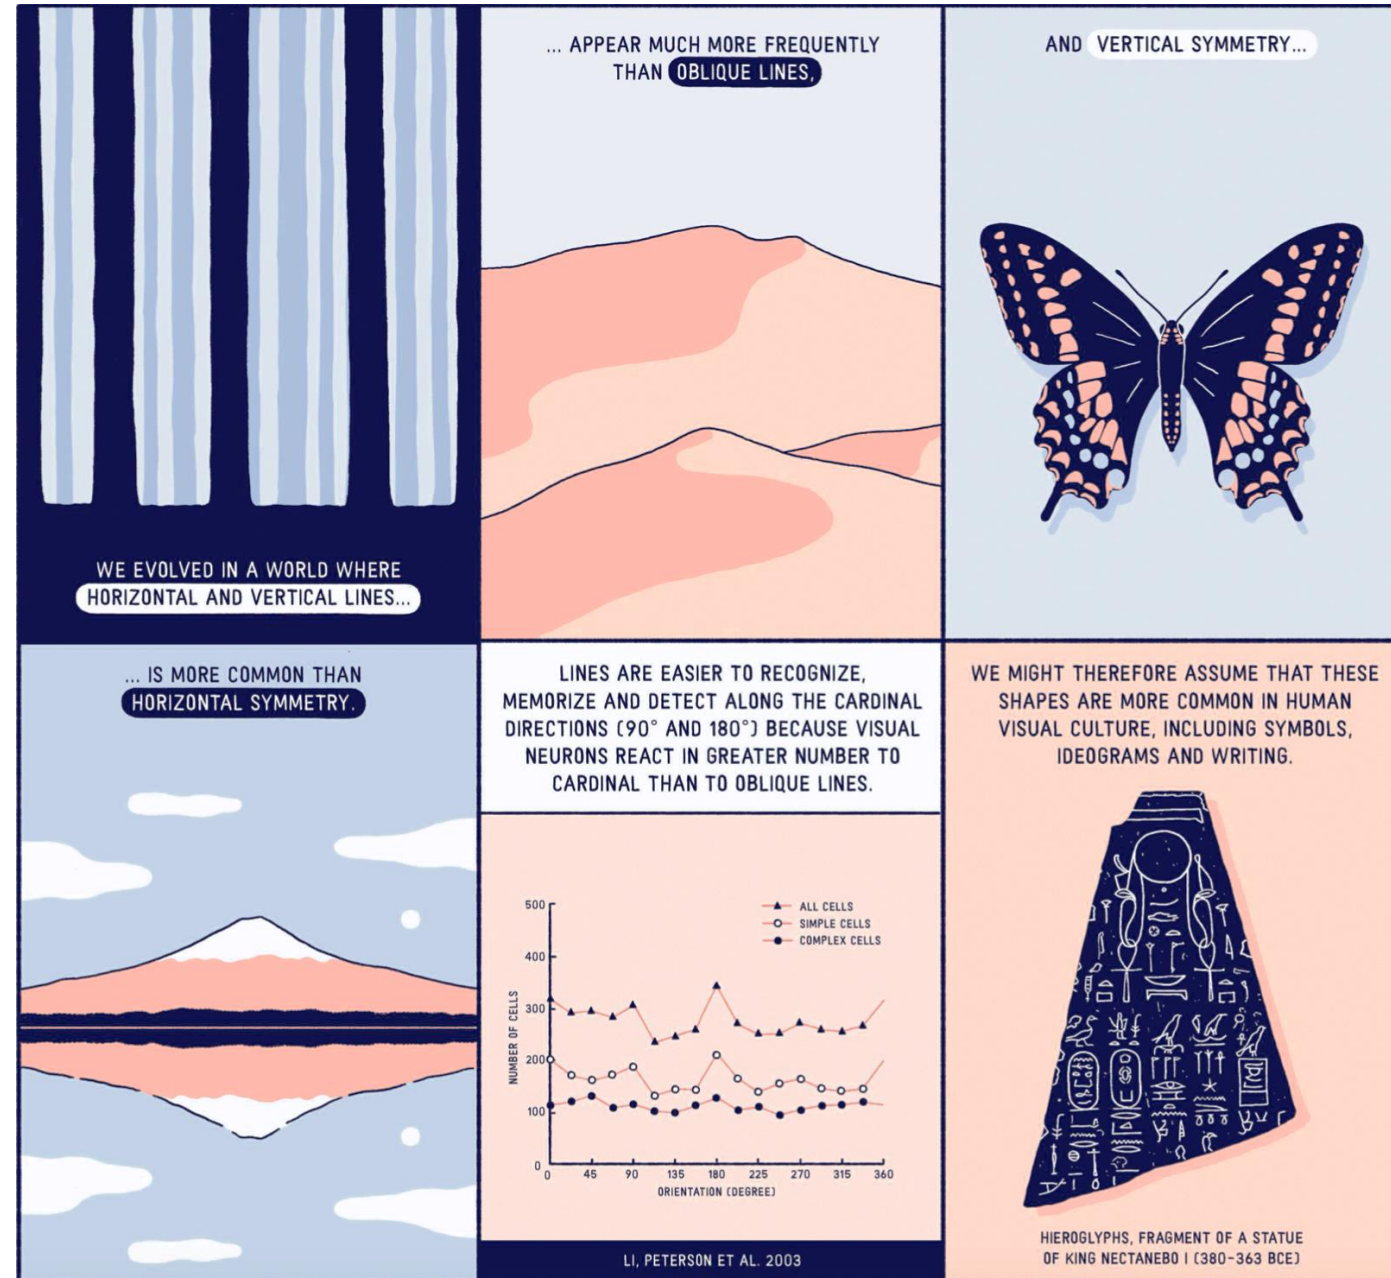 WE EVOLVED IN A WORLD WHERE
HORIZONTAL AND VERTICAL LINES...
... APPEAR MUCH MORE FREQUENTLY
THAN OBLIQUE LINES,
AND VERTICAL SYMMETRY...
... IS MORE COMMON THAN
HORIZONTAL SYMMETRY.
LINES ARE EASIER TO RECOGNIZE,
MEMORIZE AND DETECT ALONG THE CARDINAL
DIRECTIONS (90° AND 180°) BECAUSE VISUAL
NEURONS REACT IN GREATER NUMBER TO
CARDINAL THAN TO OBLIQUE LINES.
ALL CELLS
SIMPLE CELLS
COMPLEX CELLS
NUMBER OF CELLS
500
400
300
200
100
0
0 45 90 135 180 225 270 315 360
ORIENTATION (DEGREE)
LI, PETERSON ET AL. 2003
WE MIGHT THEREFORE ASSUME THAT THESE
SHAPES ARE MORE COMMON IN HUMAN
VISUAL CULTURE, INCLUDING SYMBOLS,
IDEOGRAMS AND WRITING.
HIEROGLYPHS, FRAGMENT OF A STATUE
OF KING NECTANEBO I (380-363 BCE)